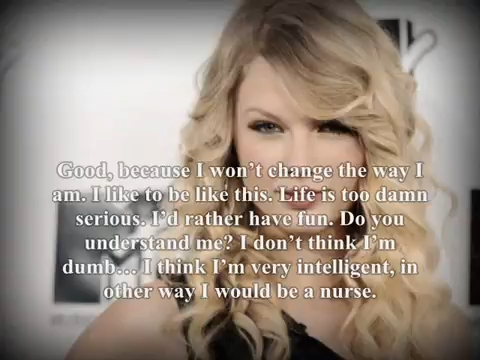 Good, because I won't change the way I
am. I like to be like this. Life is too damn
serious. I'd rather have fun. Do you
understand me? I don't think I'm
dumb… I think I'm very intelligent, in
other way I would be a nurse.